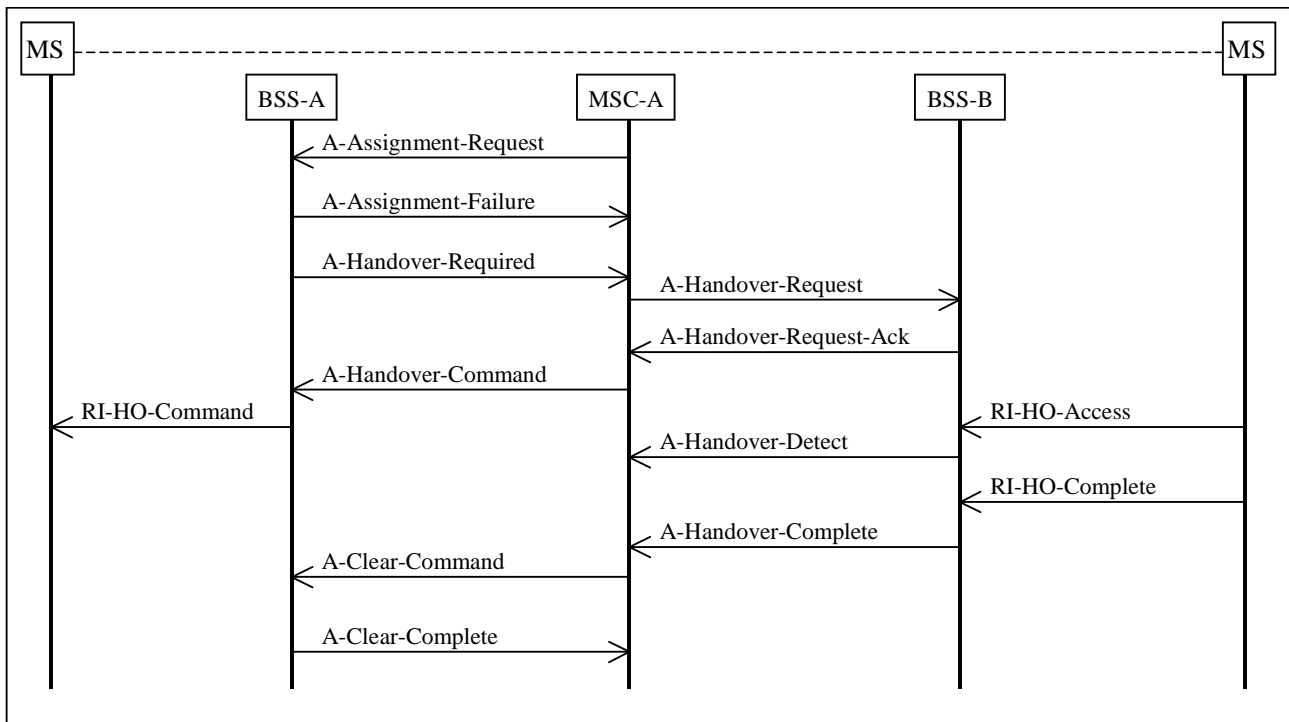 MS
MS
BSS-A
MSC-A
BSS-B
A-Assignment-Request
A-Assignment-Failure
A-Handover-Required
A-Handover-Request
A-Handover-Request-Ack
A-Handover-Command
RI-HO-Command
RI-HO-Access
A-Handover-Detect
RI-HO-Complete
A-Handover-Complete
A-Clear-Command
A-Clear-Complete